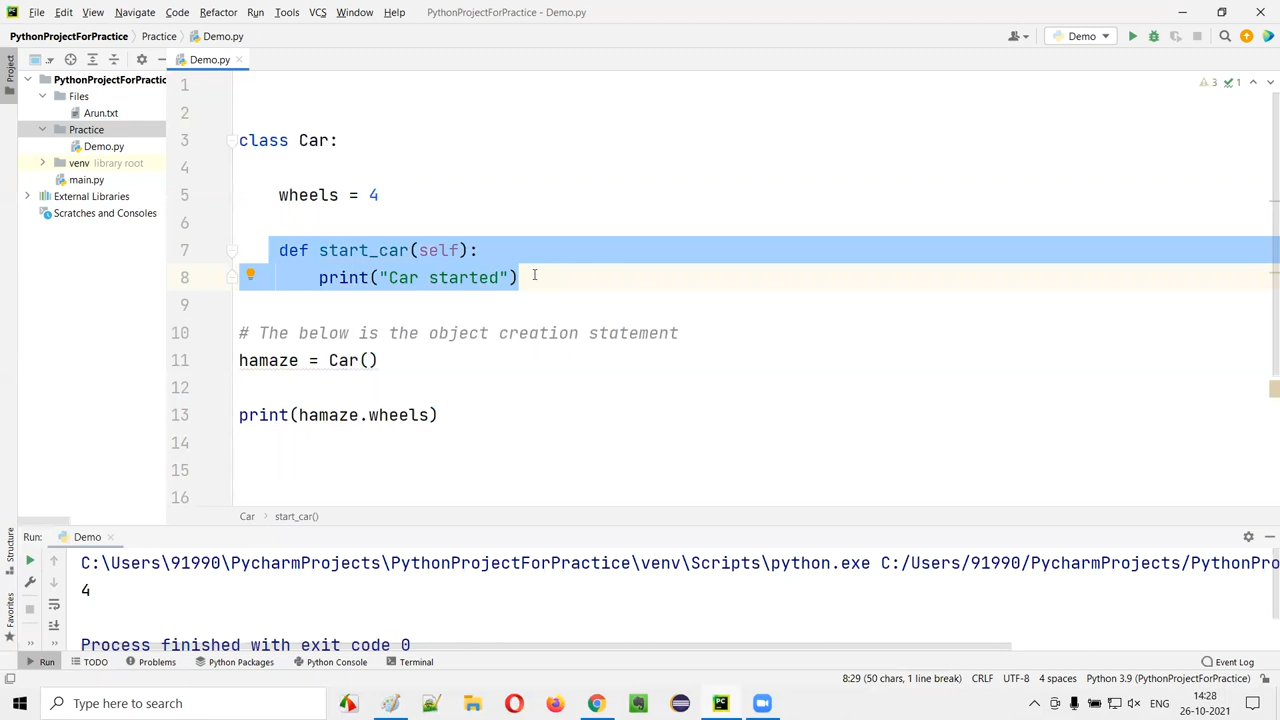 File Edit View Navigate Code Refactor Run Tools VCS Window Help PythonProjectForPractice - Demo.py
PythonProjectForPractice Practice Demo.py Demo
Project
Demo.py
PythonProjectForPractic
Files
Arun.txt
Practice
Demo.py
venv library root
main.py
External Libraries
Scratches and Consoles
3 1
1
2
3 class Car:
4
5 wheels = 4
6
7 def start_car(self):
8 print("Car started")
9
10 # The below is the object creation statement
11 hamaze = Car()
12
13 print(hamaze.wheels)
14
15
16
Car start_car()
Structure
Favorites
Run: Demo
C:\Users\91990\PycharmProjects\PythonProjectForPractice\venv\Scripts\python.exe C:/Users/91990/PycharmProjects/PythonPro
4
Process finished with exit code 0
Run TODO Problems Python Packages Python Console Terminal Event Log
8:29 (50 chars, 1 line break) CRLF UTF-8 4 spaces Python 3.9 (PythonProjectForPractice)
Type here to search
ENG
14:28
26-10-2021